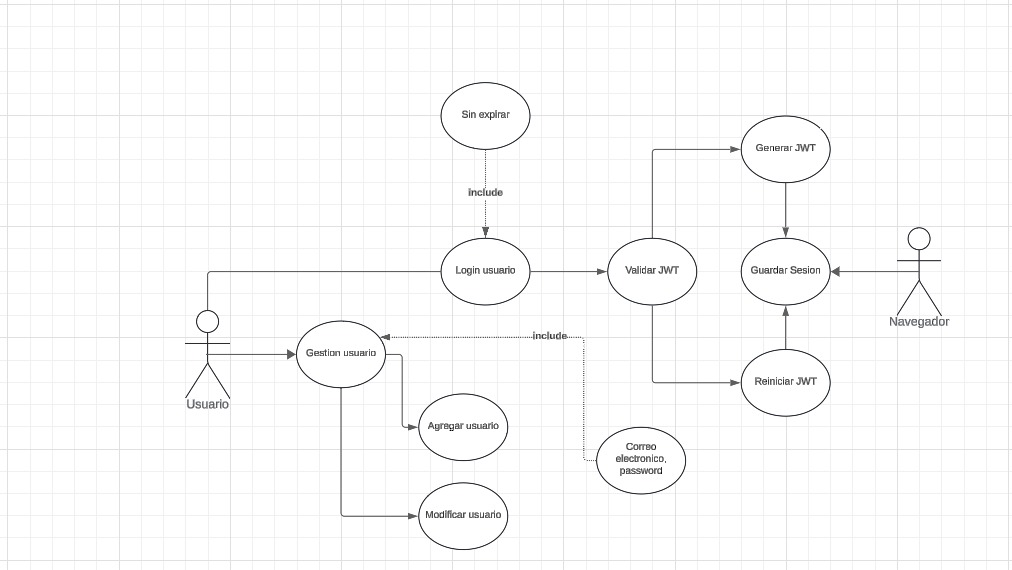 Sin expirar
Generar JWT
include
Login usuario
Validar JWT
Guardar Sesion
Navegador
include
Gestion usuario
Reiniciar JWT
Usuario
Agregar usuario
Correo
electronico,
password
Modificar usuario